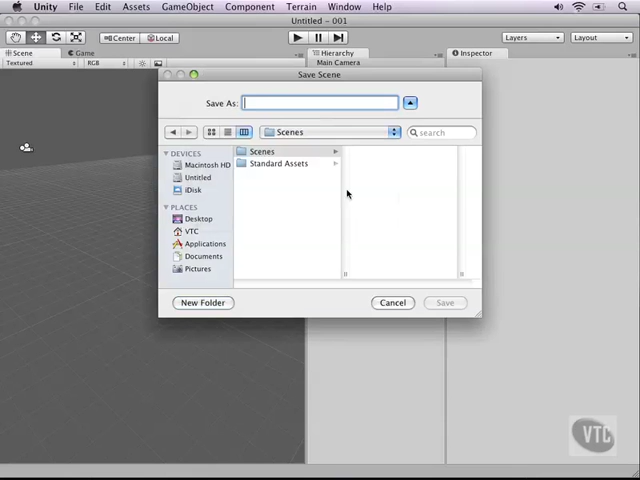 Unity File Edit Assets GameObject Component Terrain Window Help
Untitled - 001
Center Local Layers Layout
Scene Game Hierarchy Inspector
Textured RGB Main Camera
Save Scene
Save As:
Scenes search
DEVICES
Macintosh HD
Untitled
iDisk
PLACES
Desktop
VTC
Applications
Documents
Pictures
Scenes
Standard Assets
New Folder Cancel Save
VTC